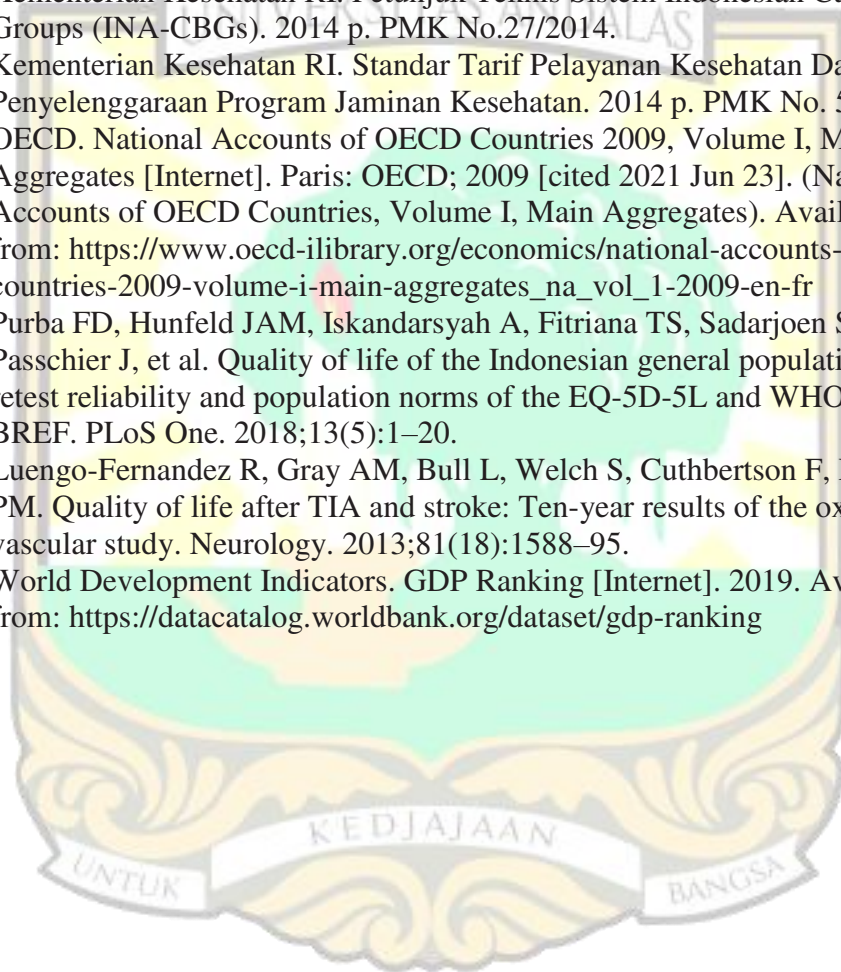 Groups (INA-CBGs). 2014 p. PMK No.27/2014.
Kementerian Kesehatan RI. Standar Tarif Pelayanan Kesehatan
Penyelenggaraan Program Jaminan Kesehatan. 2014 p. PMK No.
OECD. National Accounts of OECD Countries 2009, Volume I,
Aggregates [Internet]. Paris: OECD; 2009 [cited 2021 Jun 23].
Accounts of OECD Countries, Volume I, Main Aggregates).
from: https://www.oecd-ilibrary.org/economics/national-accounts-
countries-2009-volume-i-main-aggregates_na_vol_1-2009-en-fr
Purba FD, Hunfeld JAM, Iskandarsyah A, Fitriana TS, Sadarjoen
Passchier J, et al. Quality of life of the Indonesian general
retest reliability and population norms of the EQ-5D-5L and
BREF. PLoS One. 2018;13(5):1–20.
Luengo-Fernandez R, Gray AM, Bull L, Welch S, Cuthbertson F,
PM. Quality of life after TIA and stroke: Ten-year results of the
vascular study. Neurology. 2013;81(18):1588–95.
World Development Indicators. GDP Ranking [Internet]. 2019.
from: https://datacatalog.worldbank.org/dataset/gdp-ranking
UNTUK KEDJAJAAN BANGSA